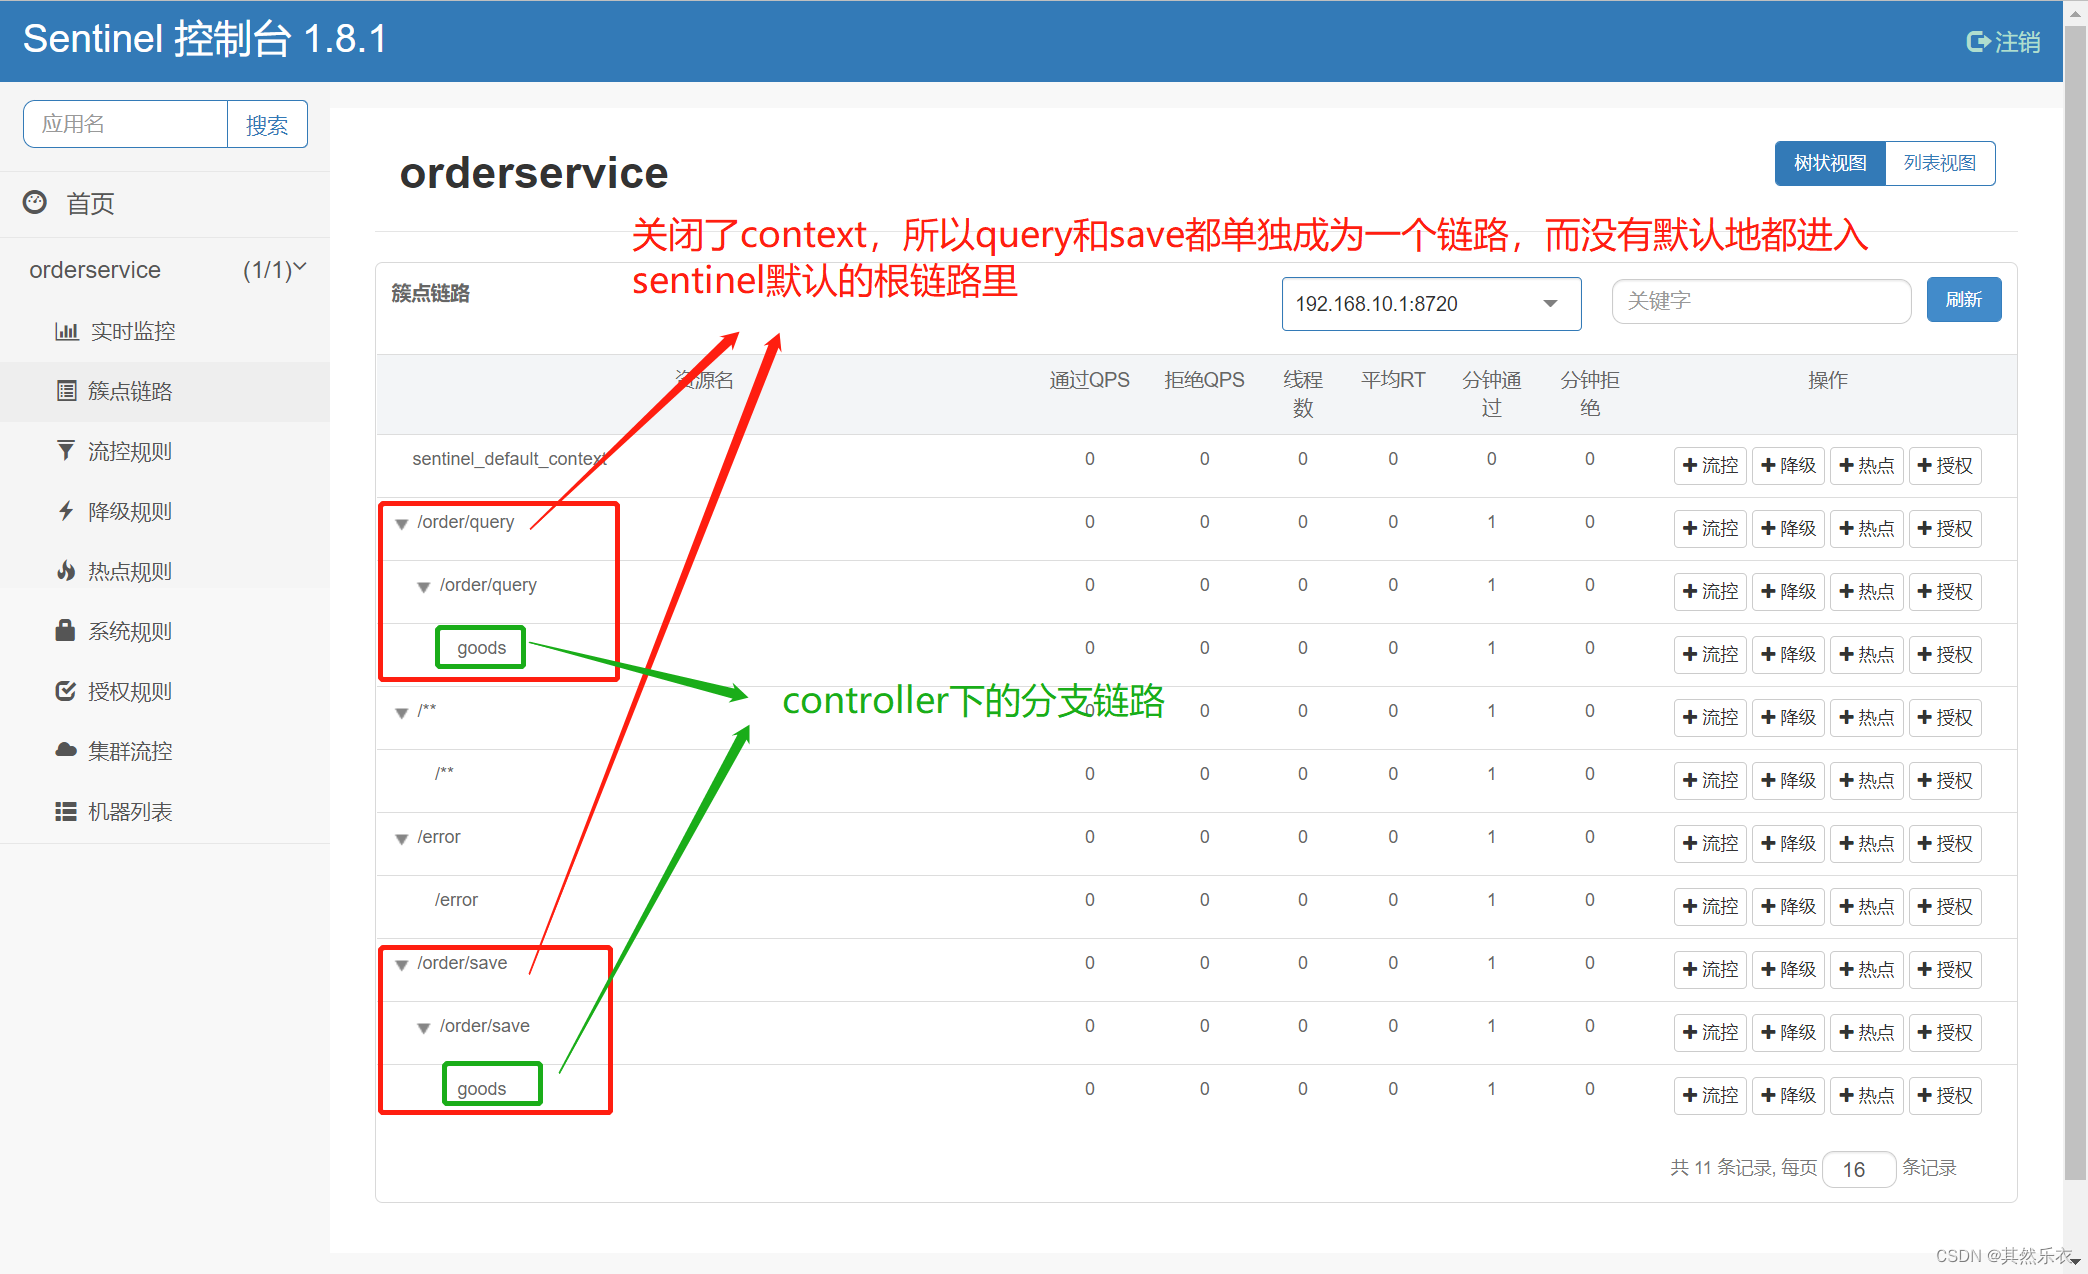 Sentinel 控制台 1.8.1
注销
应用名
搜索
首页
orderservice (1/1)
实时监控
簇点链路
流控规则
降级规则
热点规则
系统规则
授权规则
集群流控
机器列表
orderservice
树状视图 列表视图
关闭了context，所以query和save都单独成为一个链路，而没有默认地都进入
sentinel默认的根链路里
簇点链路
192.168.10.1:8720
关键字
刷新
资源名 通过QPS 拒绝QPS 线程数 平均RT 分钟通过 分钟拒绝 操作
sentinel_default_context 0 0 0 0 0 0 流控 降级 热点 授权
/order/query 0 0 0 0 1 0 流控 降级 热点 授权
/order/query 0 0 0 0 1 0 流控 降级 热点 授权
goods 0 0 0 0 1 0 流控 降级 热点 授权
controller下的分支链路
/** 0 0 0 0 1 0 流控 降级 热点 授权
/** 0 0 0 0 1 0 流控 降级 热点 授权
/error 0 0 0 0 1 0 流控 降级 热点 授权
/error 0 0 0 0 1 0 流控 降级 热点 授权
/order/save 0 0 0 0 1 0 流控 降级 热点 授权
/order/save 0 0 0 0 1 0 流控 降级 热点 授权
goods 0 0 0 0 1 0 流控 降级 热点 授权
共 11 条记录, 每页 16 条记录
CSDN @其然乐衣